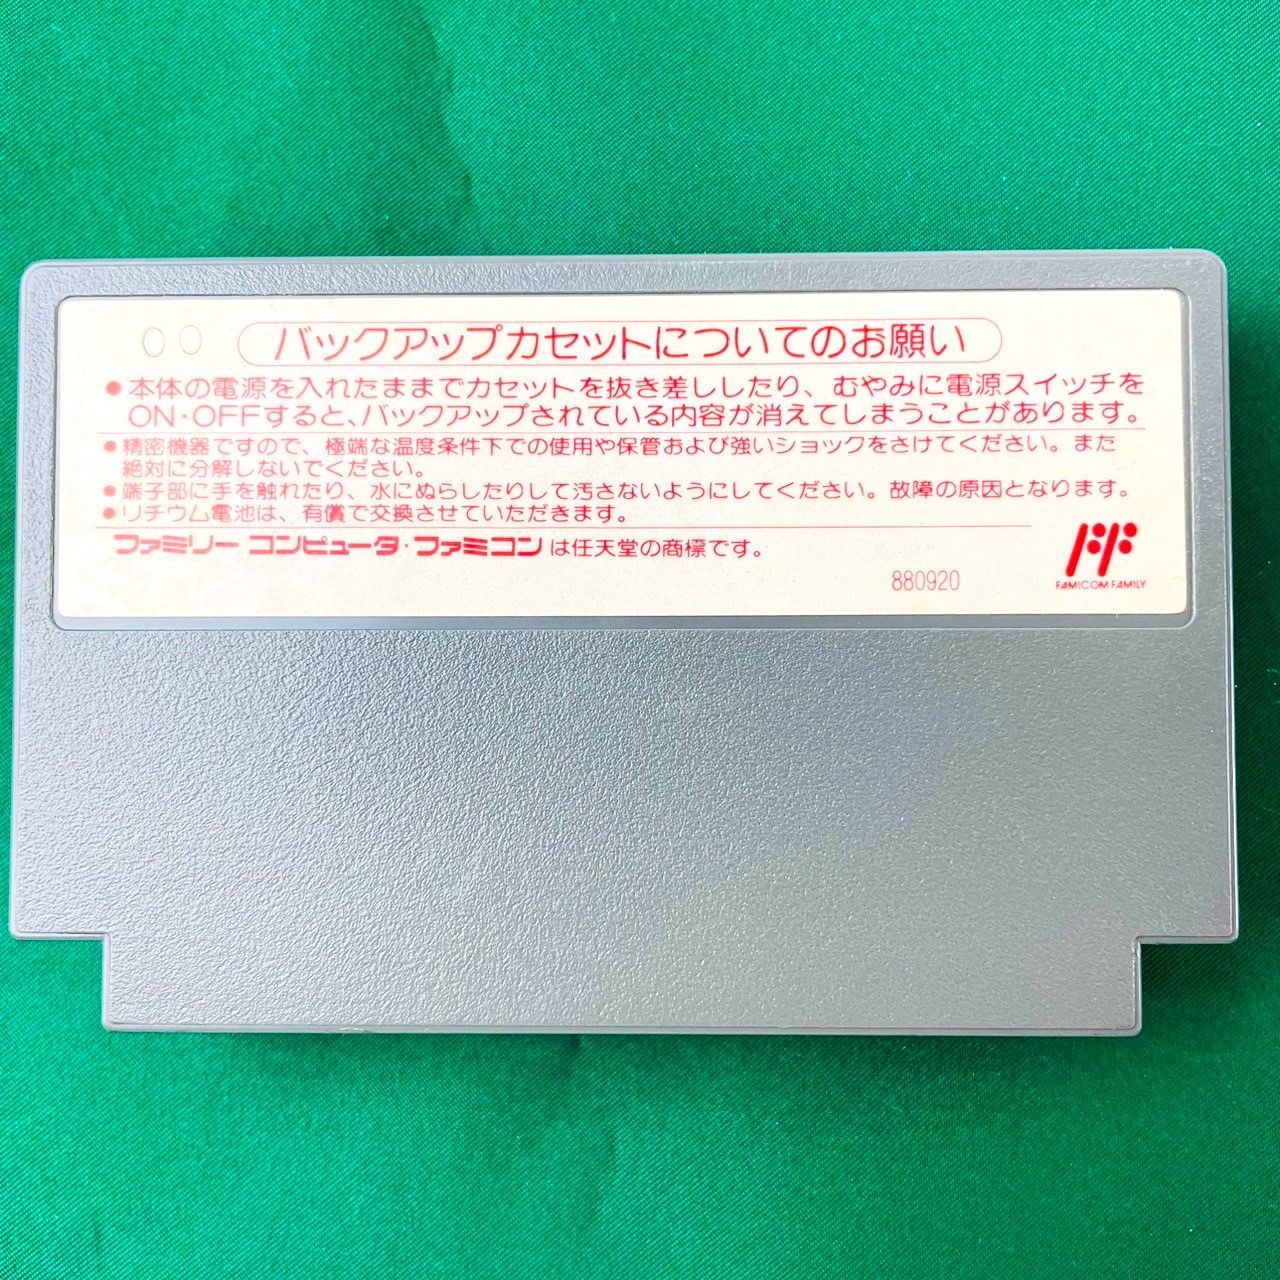 バックアップカセットについてのお願い
●本体の電源を入れたままでカセットを抜き差ししたり、むやみに電源スイッチを
ON・OFFすると、バックアップされている内容が消えてしまうことがあります。
●精密機器ですので、極端な温度条件下での使用や保管および強いショックをさけてください。また
絶対に分解しないでください。
●端子部に手を触れたり、水にぬらしたりして汚さないようにしてください。故障の原因となります。
●リチウム電池は、有償で交換させていただきます。
ファミリーコンピュータ・ファミコンは任天堂の商標です。
880920
FAMICOM FAMILY